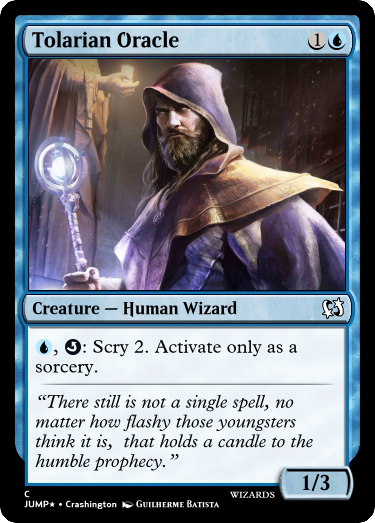 Tolarian Oracle 1
Creature — Human Wizard
, : Scry 2. Activate only as a
sorcery.
“There still is not a single spell, no
matter how flashy those youngsters
think it is,  that holds a candle to the
humble prophecy.”
1/3
C
JUMP★ • Crashington Guilherme Batista
WIZARDS